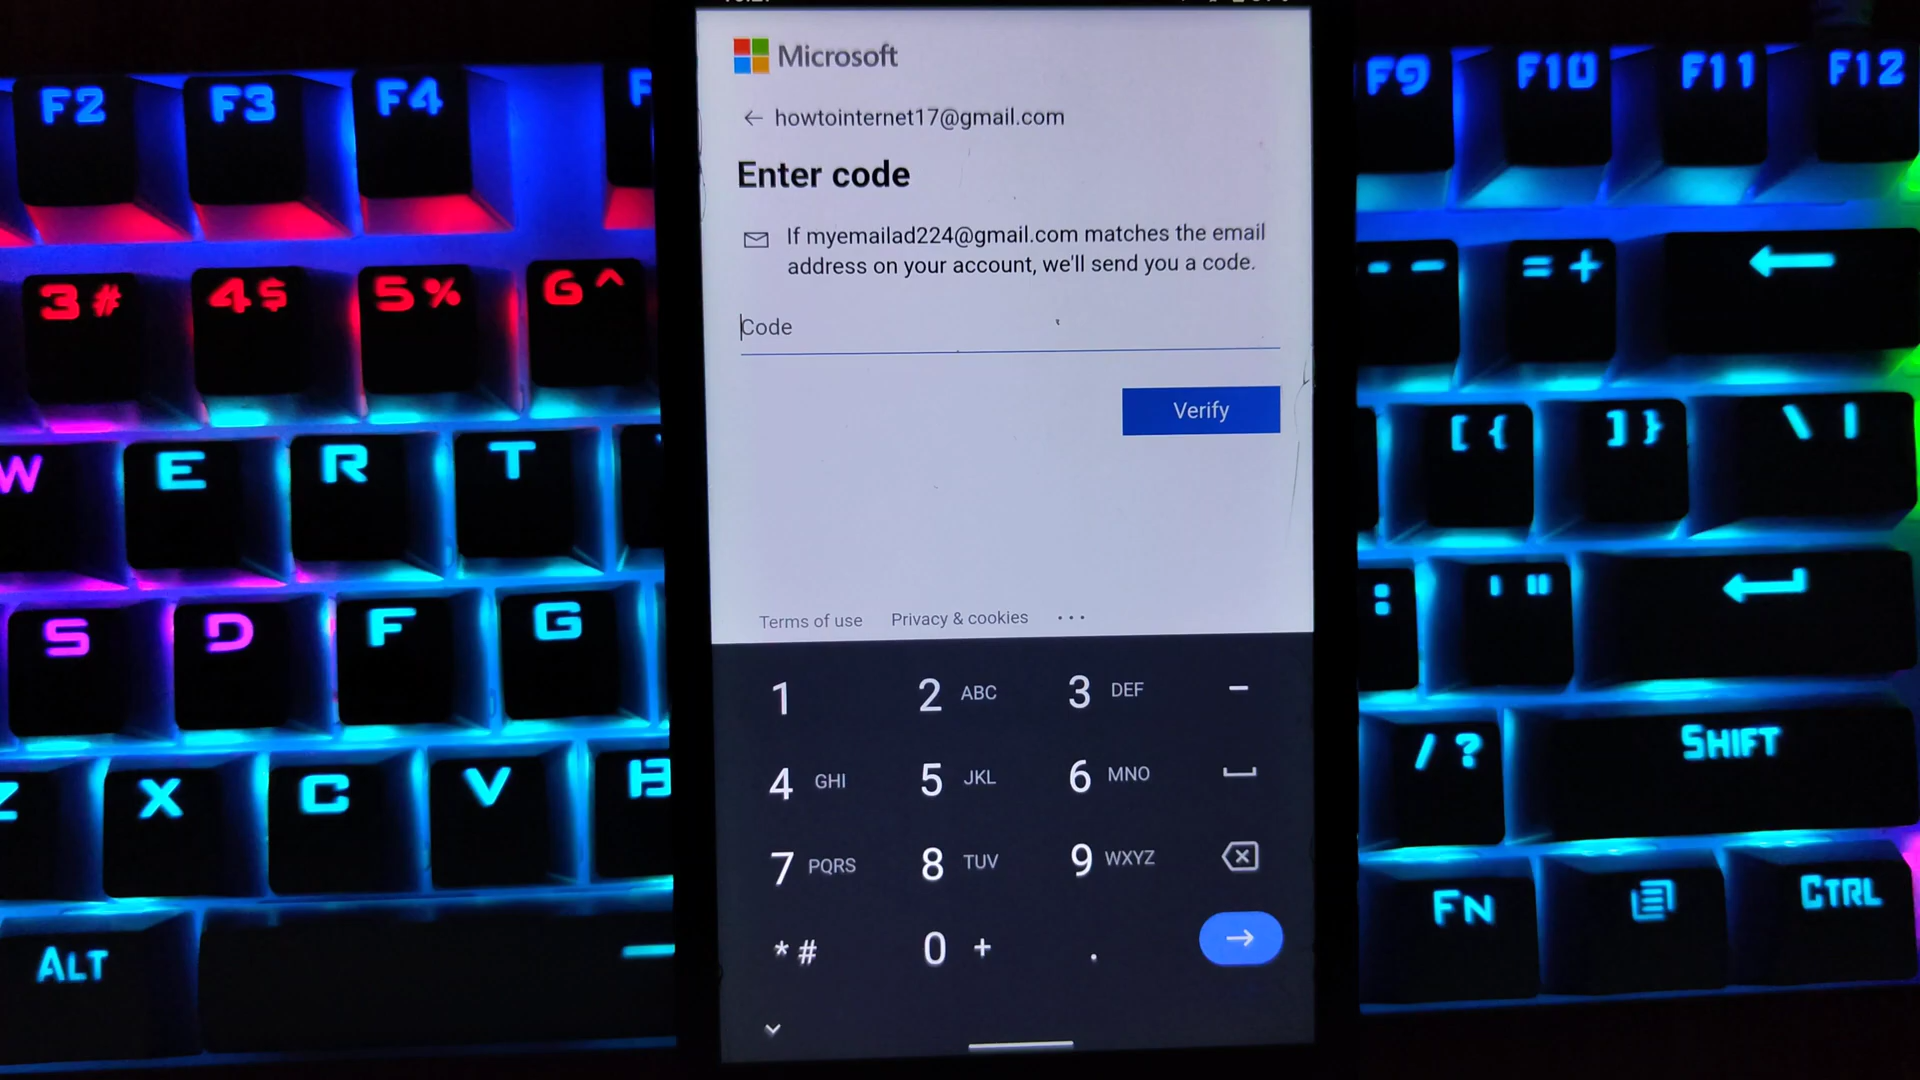 Microsoft
← howtointernet17@gmail.com
Enter code
If myemailad224@gmail.com matches the email
address on your account, we'll send you a code.
Code
Verify
Terms of use Privacy & cookies ...
1 2 ABC 3 DEF –
4 GHI 5 JKL 6 MNO
7 PQRS 8 TUV 9 WXYZ
* # 0 + .
F2 F3 F4 F
3 # 4 $ 5 % 6 ^
W E R T
S D F G
Z X C V B
ALT
F9 F10 F11 F12
- – = + ←
[ { ] } \ |
: ' "
/ ? SHIFT
FN CTRL